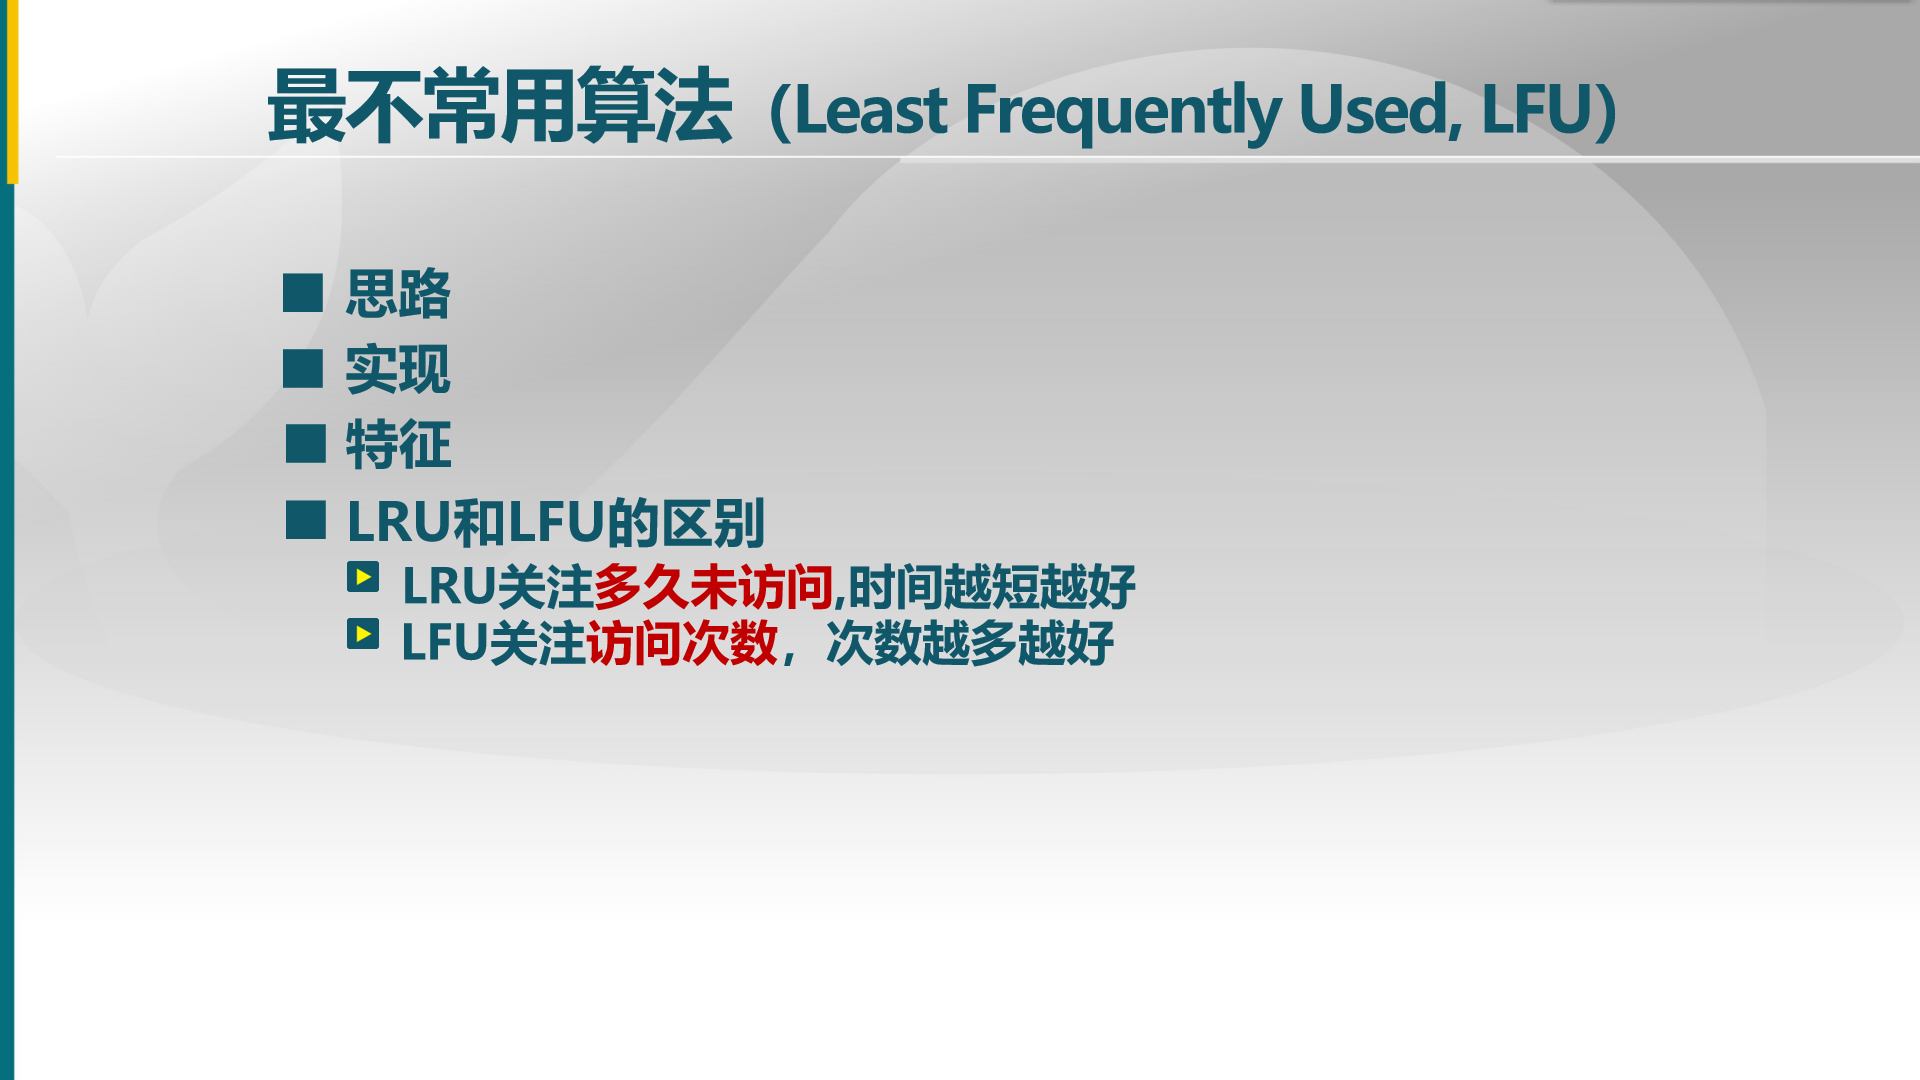 最不常用算法（Least Frequently Used, LFU）
思路
实现
特征
LRU和LFU的区别
LRU关注多久未访问,时间越短越好
LFU关注访问次数，次数越多越好